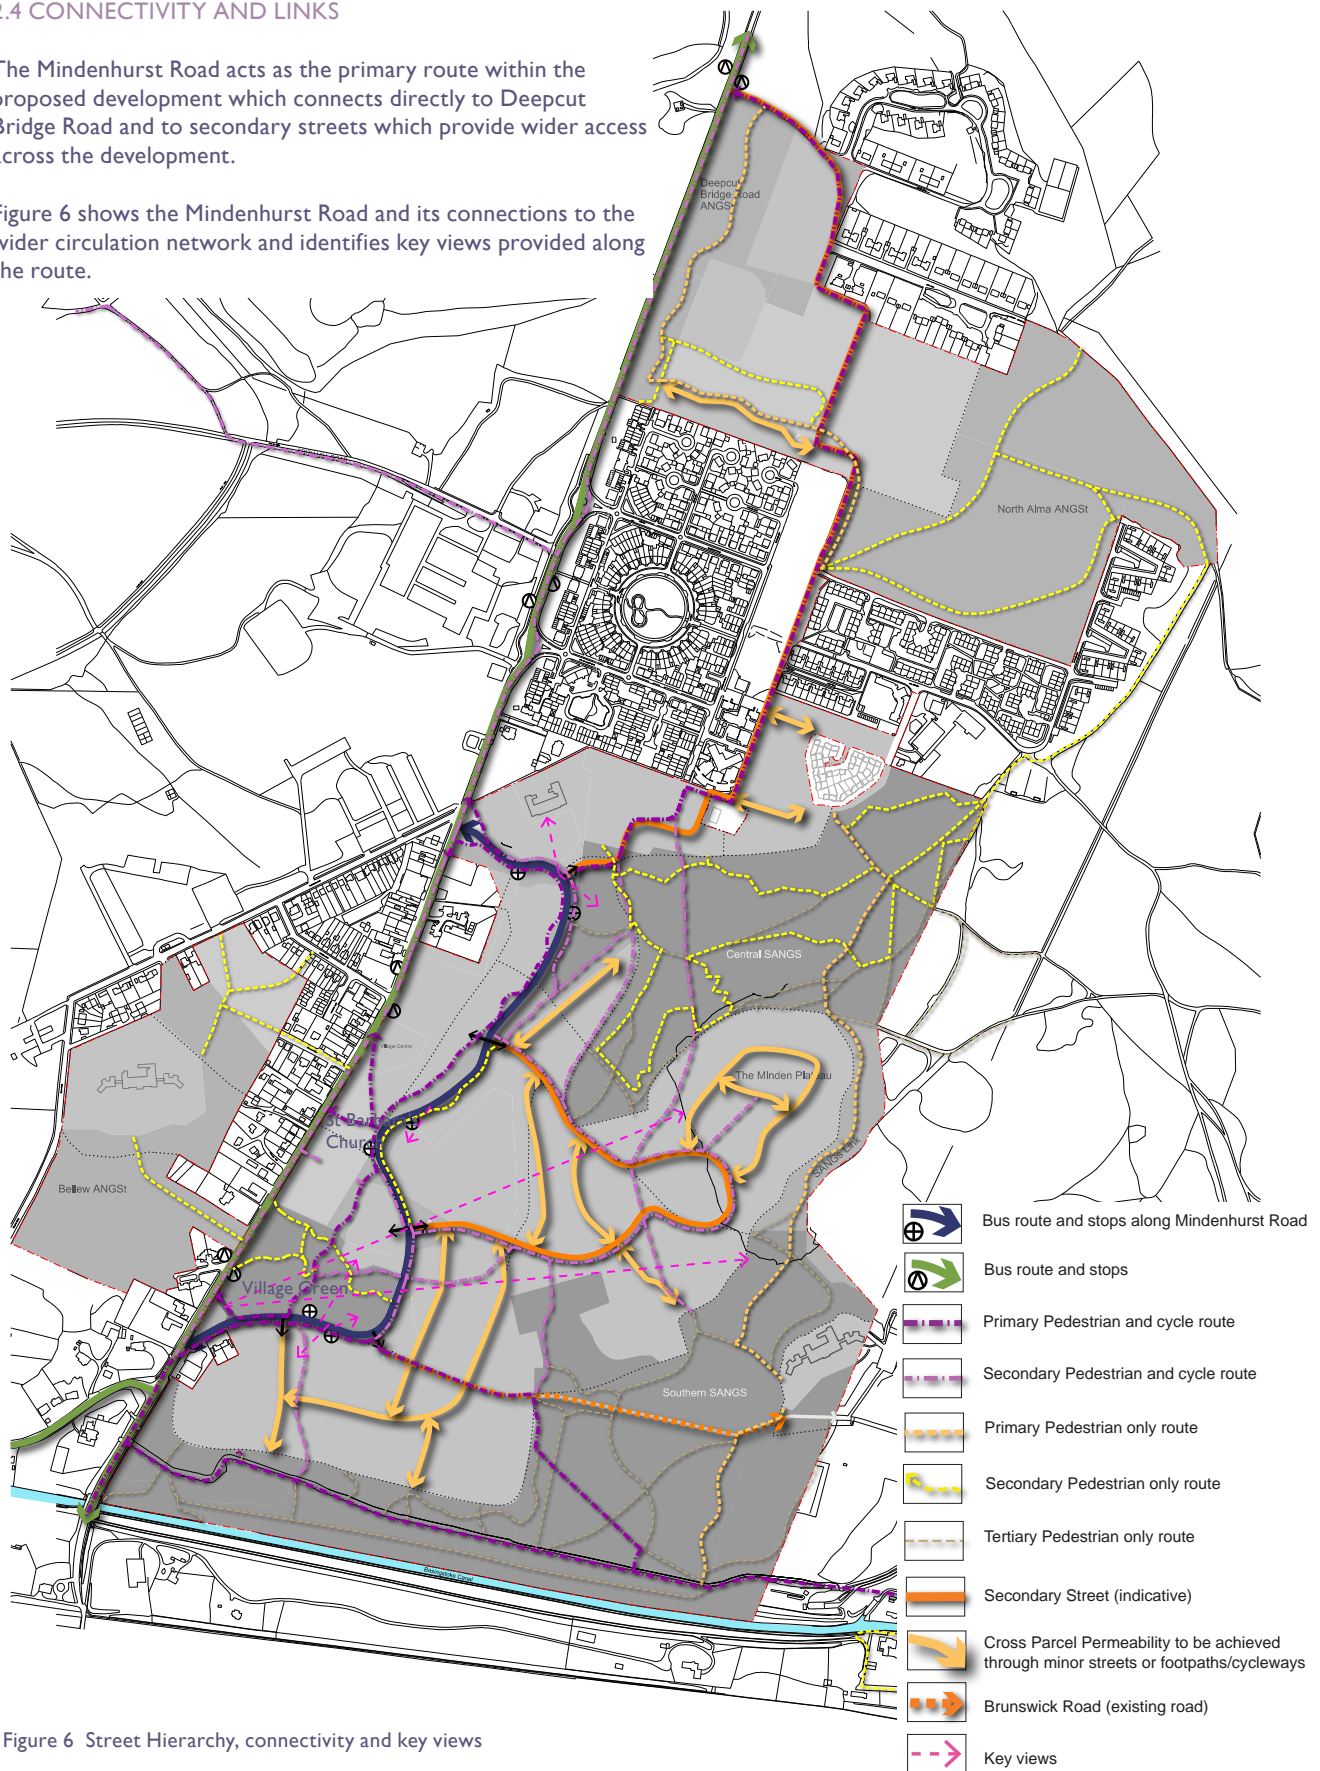 2.4 CONNECTIVITY AND LINKS
The Mindenhurst Road acts as the primary route within the
proposed development which connects directly to Deepcut
Bridge Road and to secondary streets which provide wider access
across the development.
Figure 6 shows the Mindenhurst Road and its connections to the
wider circulation network and identifies key views provided along
the route.
Deepcut
Bridge Road
ANGSt
North Alma ANGSt
Central SANGS
Village Centre
The Minden Plateau
St Barbara's
Church
SANGs Link
Bellew ANGSt
Village Green
Southern SANGS
Basingstoke Canal
Bus route and stops along Mindenhurst Road
Bus route and stops
Primary Pedestrian and cycle route
Secondary Pedestrian and cycle route
Primary Pedestrian only route
Secondary Pedestrian only route
Tertiary Pedestrian only route
Secondary Street (indicative)
Cross Parcel Permeability to be achieved
through minor streets or footpaths/cycleways
Brunswick Road (existing road)
Key views
Figure 6 Street Hierarchy, connectivity and key views